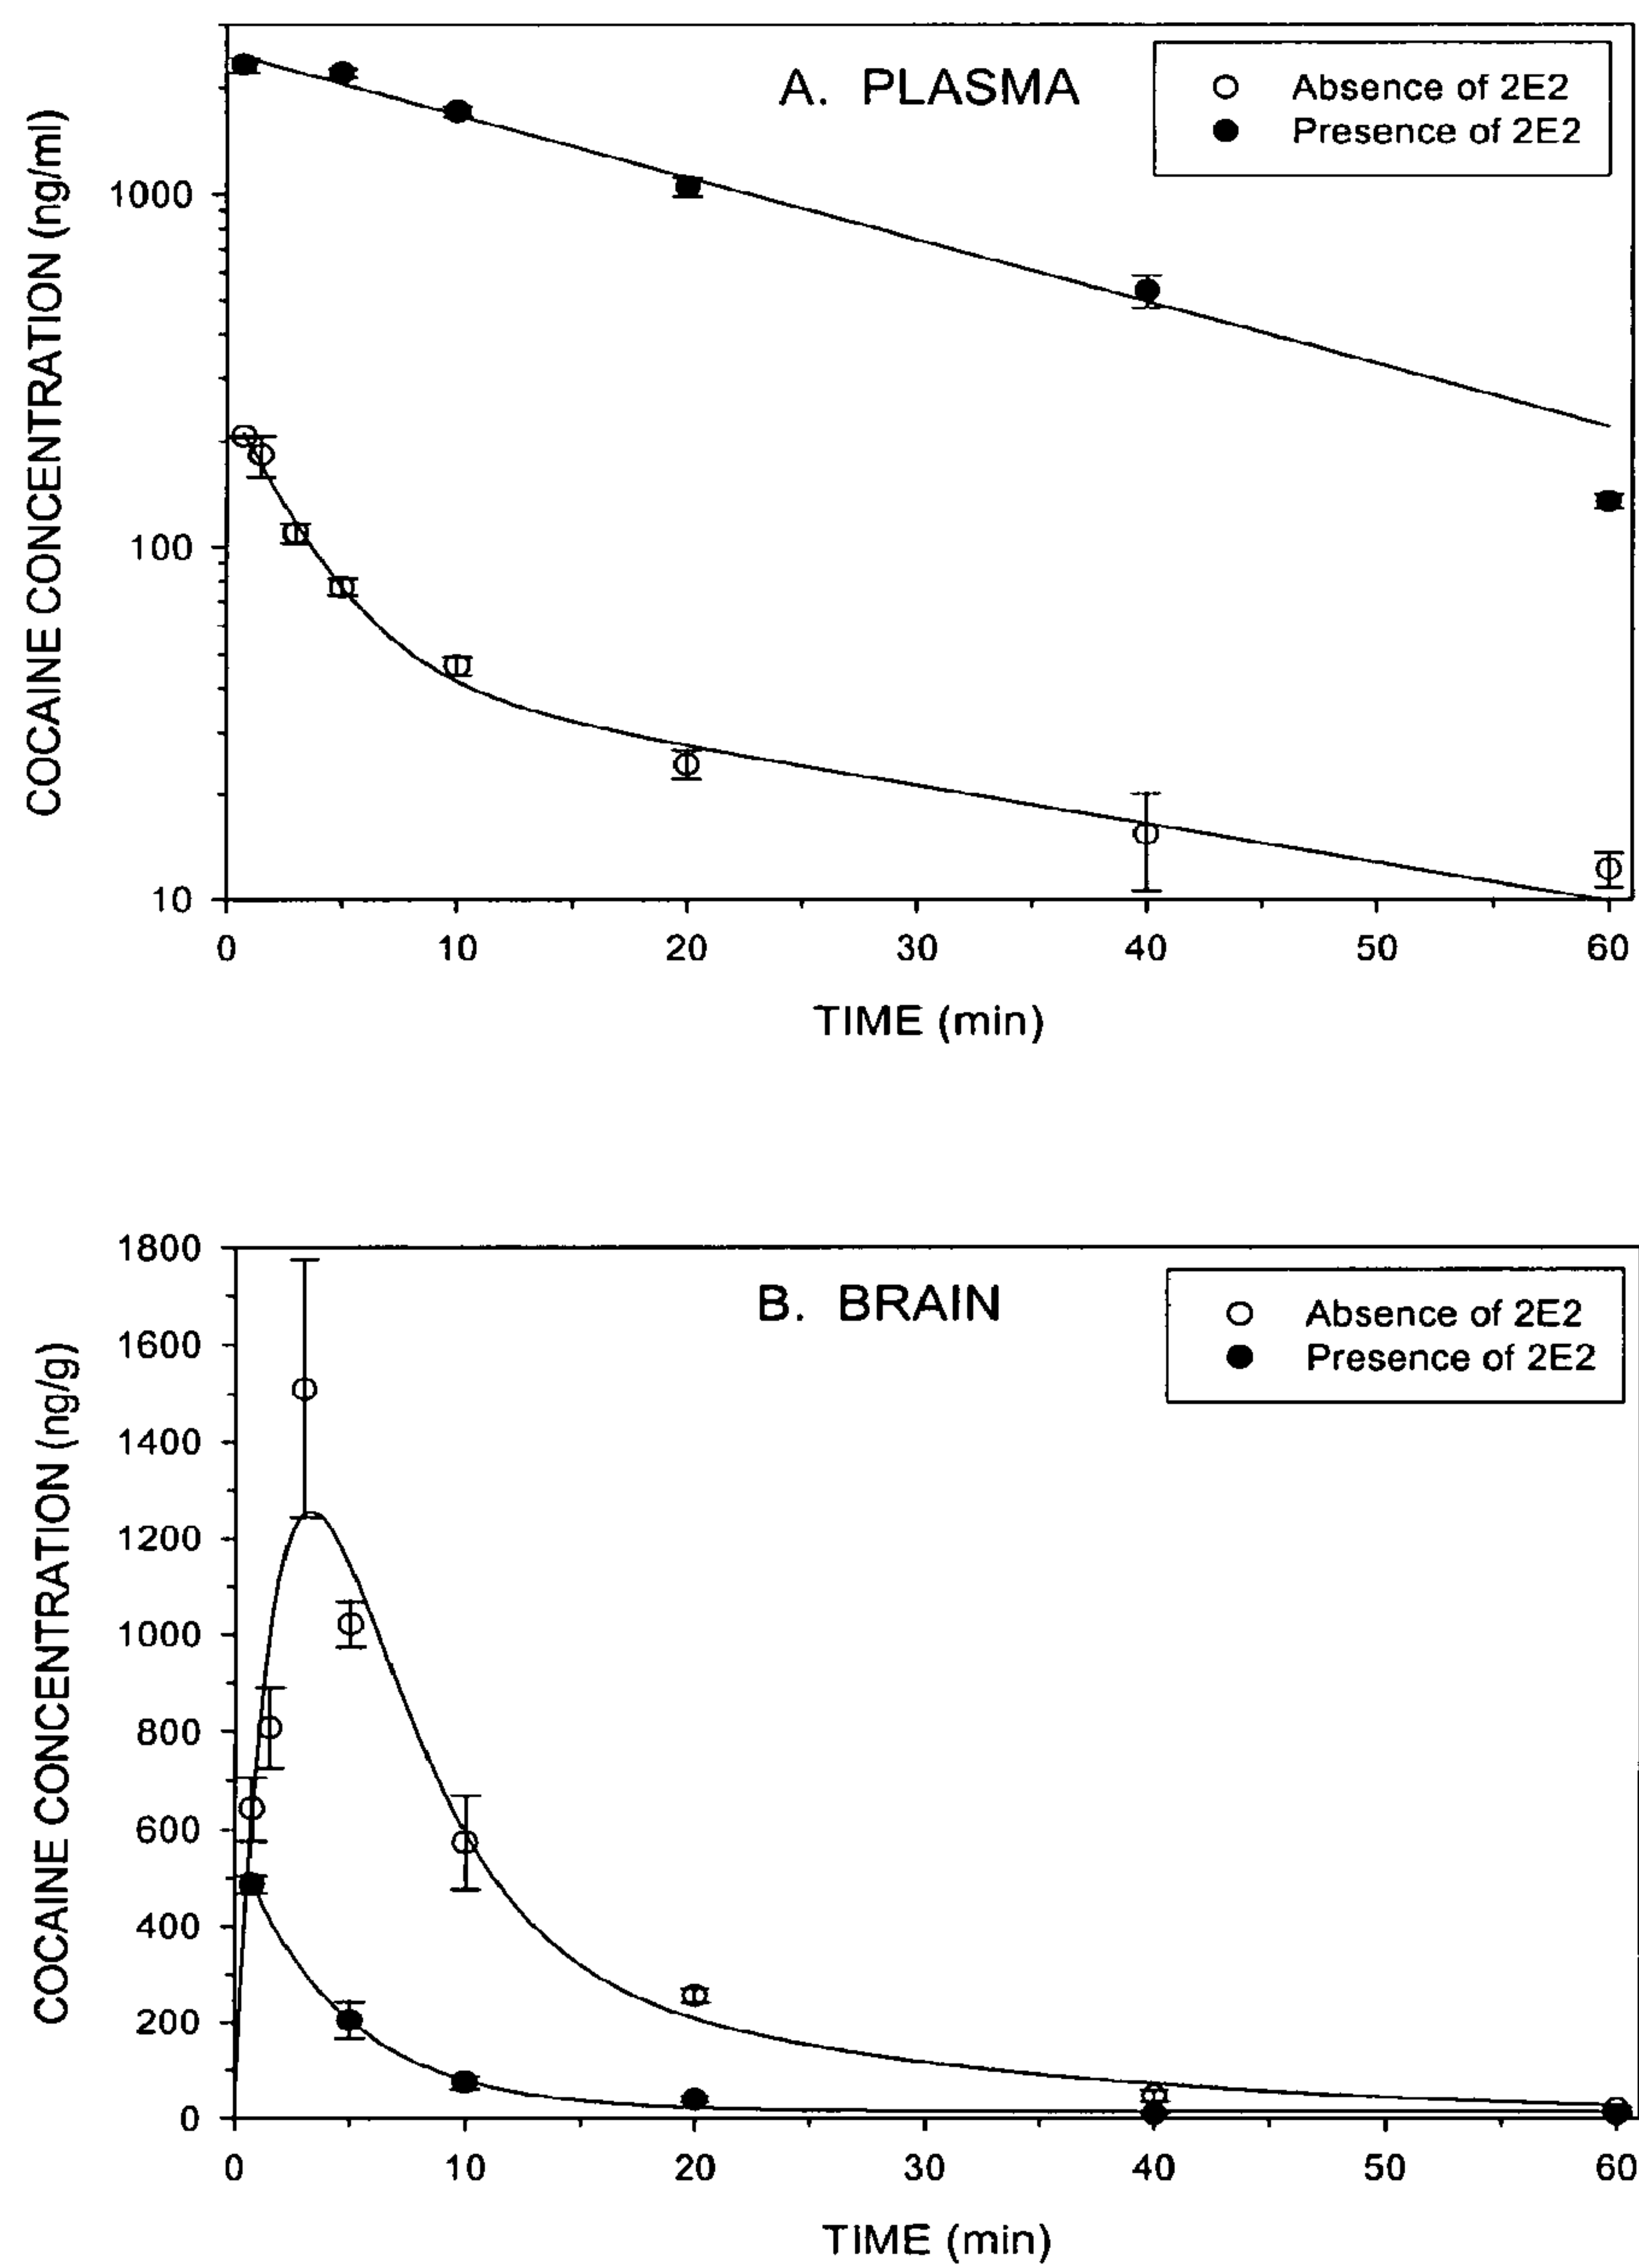 A. PLASMA
Absence of 2E2
Presence of 2E2
COCAINE CONCENTRATION (ng/ml)
1000
100
10
0 10 20 30 40 50 60
TIME (min)
B. BRAIN
Absence of 2E2
Presence of 2E2
COCAINE CONCENTRATION (ng/g)
1800
1600
1400
1200
1000
800
600
400
200
0
0 10 20 30 40 50 60
TIME (min)